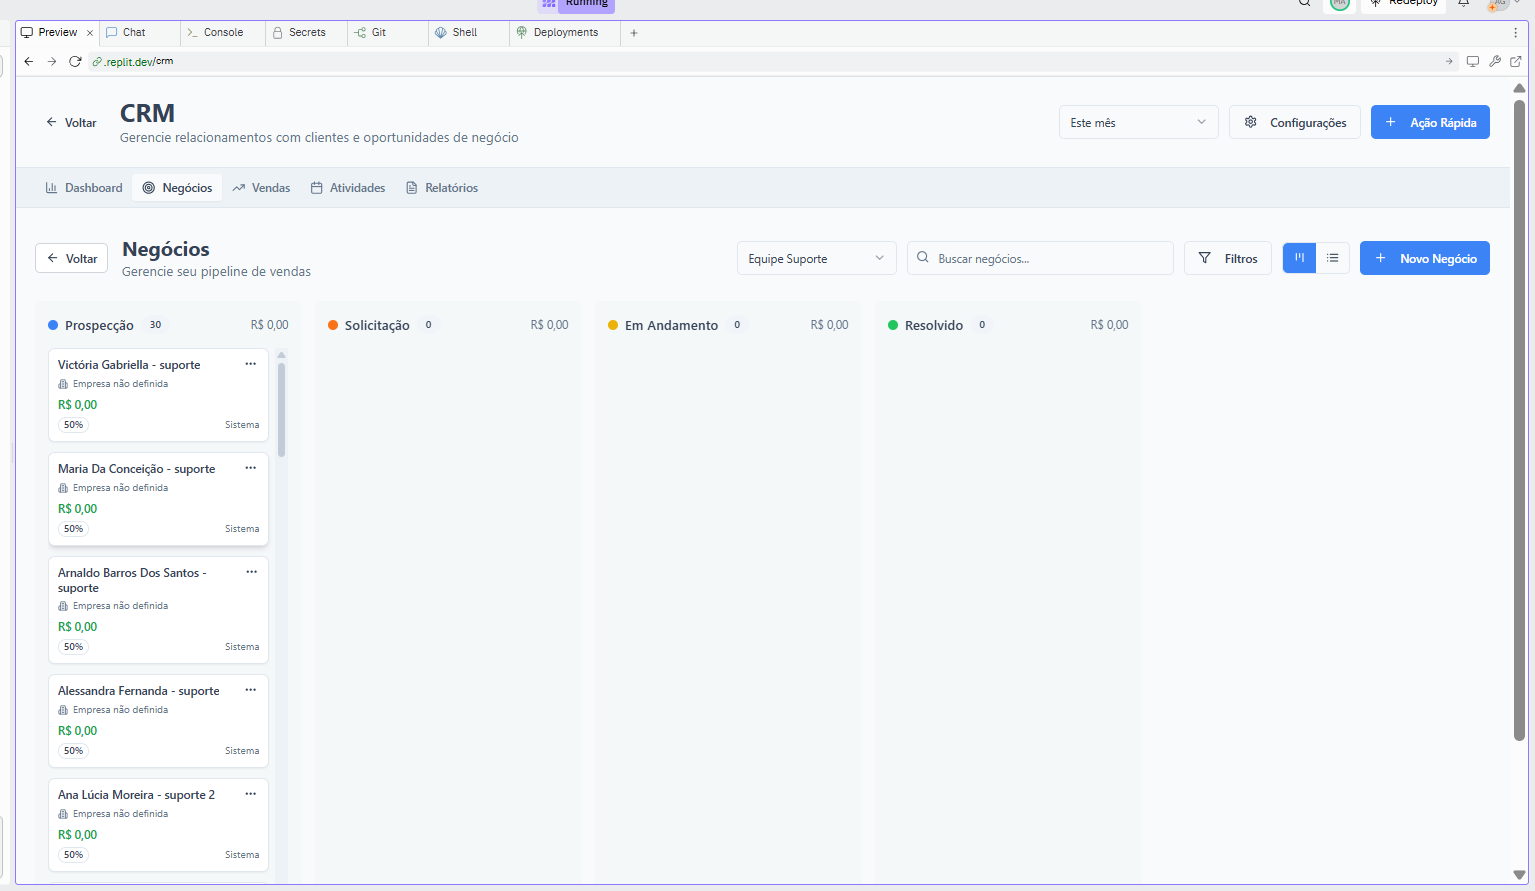 Running
Redeploy
Preview
Chat
Console
Secrets
Git
Shell
Deployments
.replit.dev/crm
Voltar
CRM
Gerencie relacionamentos com clientes e oportunidades de negócio
Este mês
Configurações
Ação Rápida
Dashboard
Negócios
Vendas
Atividades
Relatórios
Voltar
Negócios
Gerencie seu pipeline de vendas
Equipe Suporte
Buscar negócios...
Filtros
Novo Negócio
Prospecção 30 R$ 0,00
Solicitação 0 R$ 0,00
Em Andamento 0 R$ 0,00
Resolvido 0 R$ 0,00
Victória Gabriella - suporte
Empresa não definida
R$ 0,00
50% Sistema
Maria Da Conceição - suporte
Empresa não definida
R$ 0,00
50% Sistema
Arnaldo Barros Dos Santos -
suporte
Empresa não definida
R$ 0,00
50% Sistema
Alessandra Fernanda - suporte
Empresa não definida
R$ 0,00
50% Sistema
Ana Lúcia Moreira - suporte 2
Empresa não definida
R$ 0,00
50% Sistema